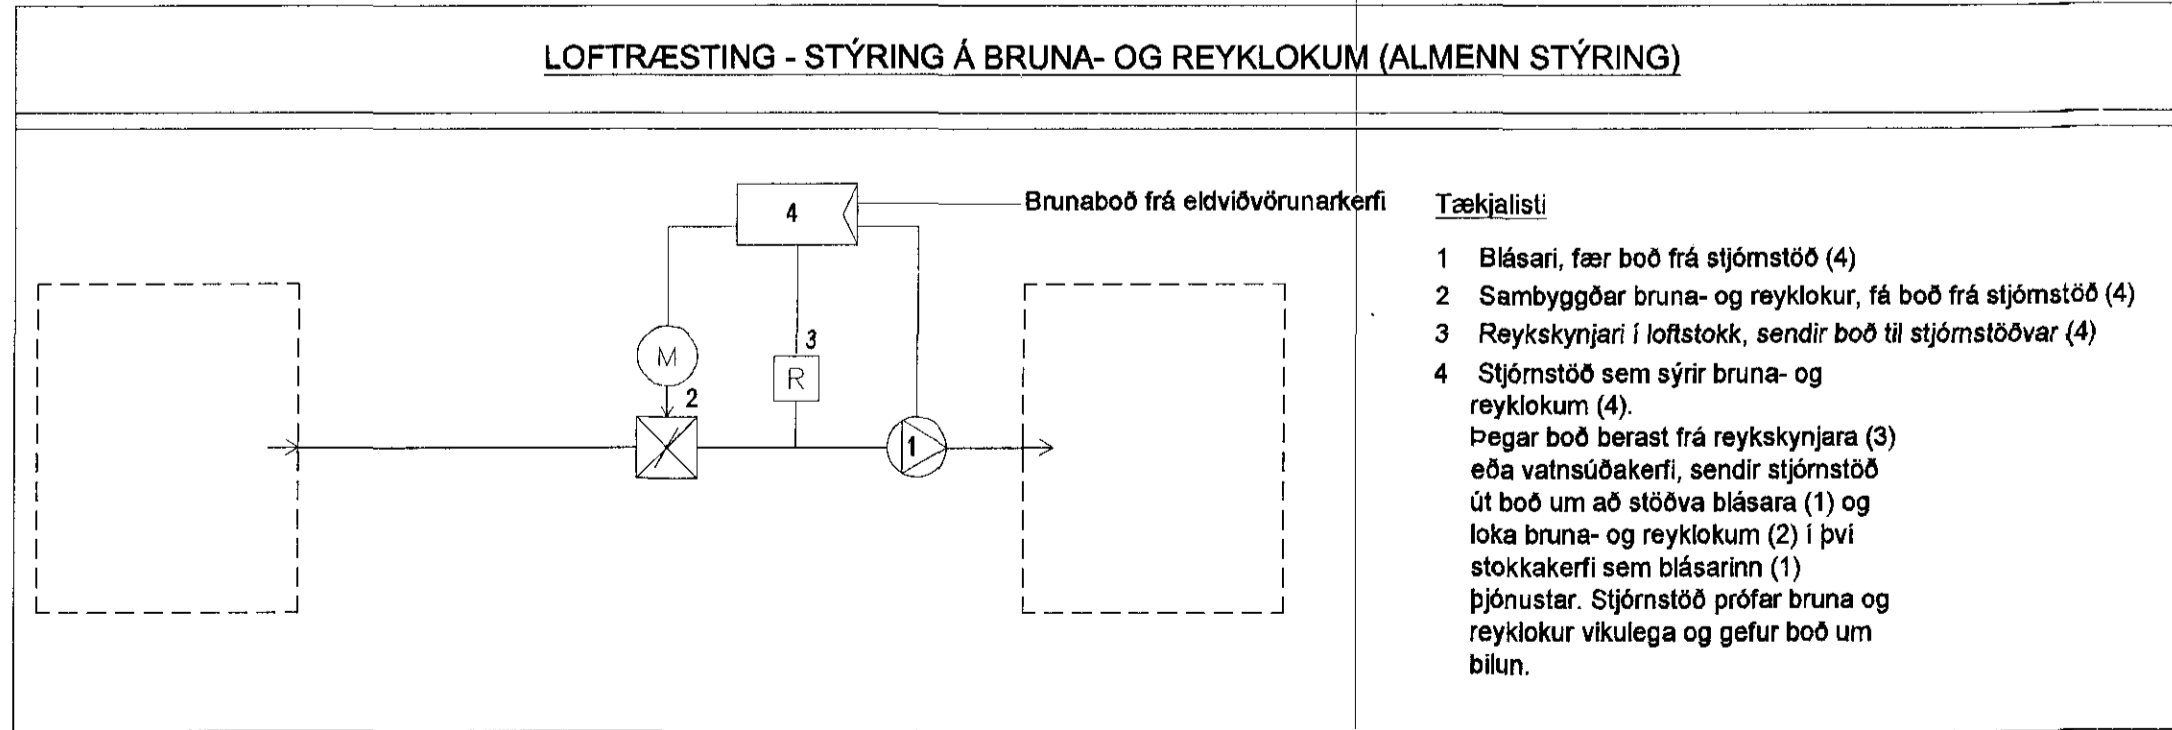 LOFTRÆSTING - STÝRING Á BRUNA- OG REYKLOKUM (ALMENN STÝRING)
4
Brunaboð frá eldviðvörunarkerfi
M
2
3
R
1
Tækjalisti
1 Blásari, fær boð frá stjórnstöð (4)
2 Sambyggðar bruna- og reyklokur, fá boð frá stjórnstöð (4)
3 Reykskynjari í loftstokk, sendir boð til stjórnstöðvar (4)
4 Stjórnstöð sem sýrir bruna- og
reyklokum (4).
Þegar boð berast frá reykskynjara (3)
eða vatnsúðakerfi, sendir stjórnstöð
út boð um að stöðva blásara (1) og
loka bruna- og reyklokum (2) í því
stokkakerfi sem blásarinn (1)
þjónustar. Stjórnstöð prófar bruna og
reyklokur vikulega og gefur boð um
bilun.